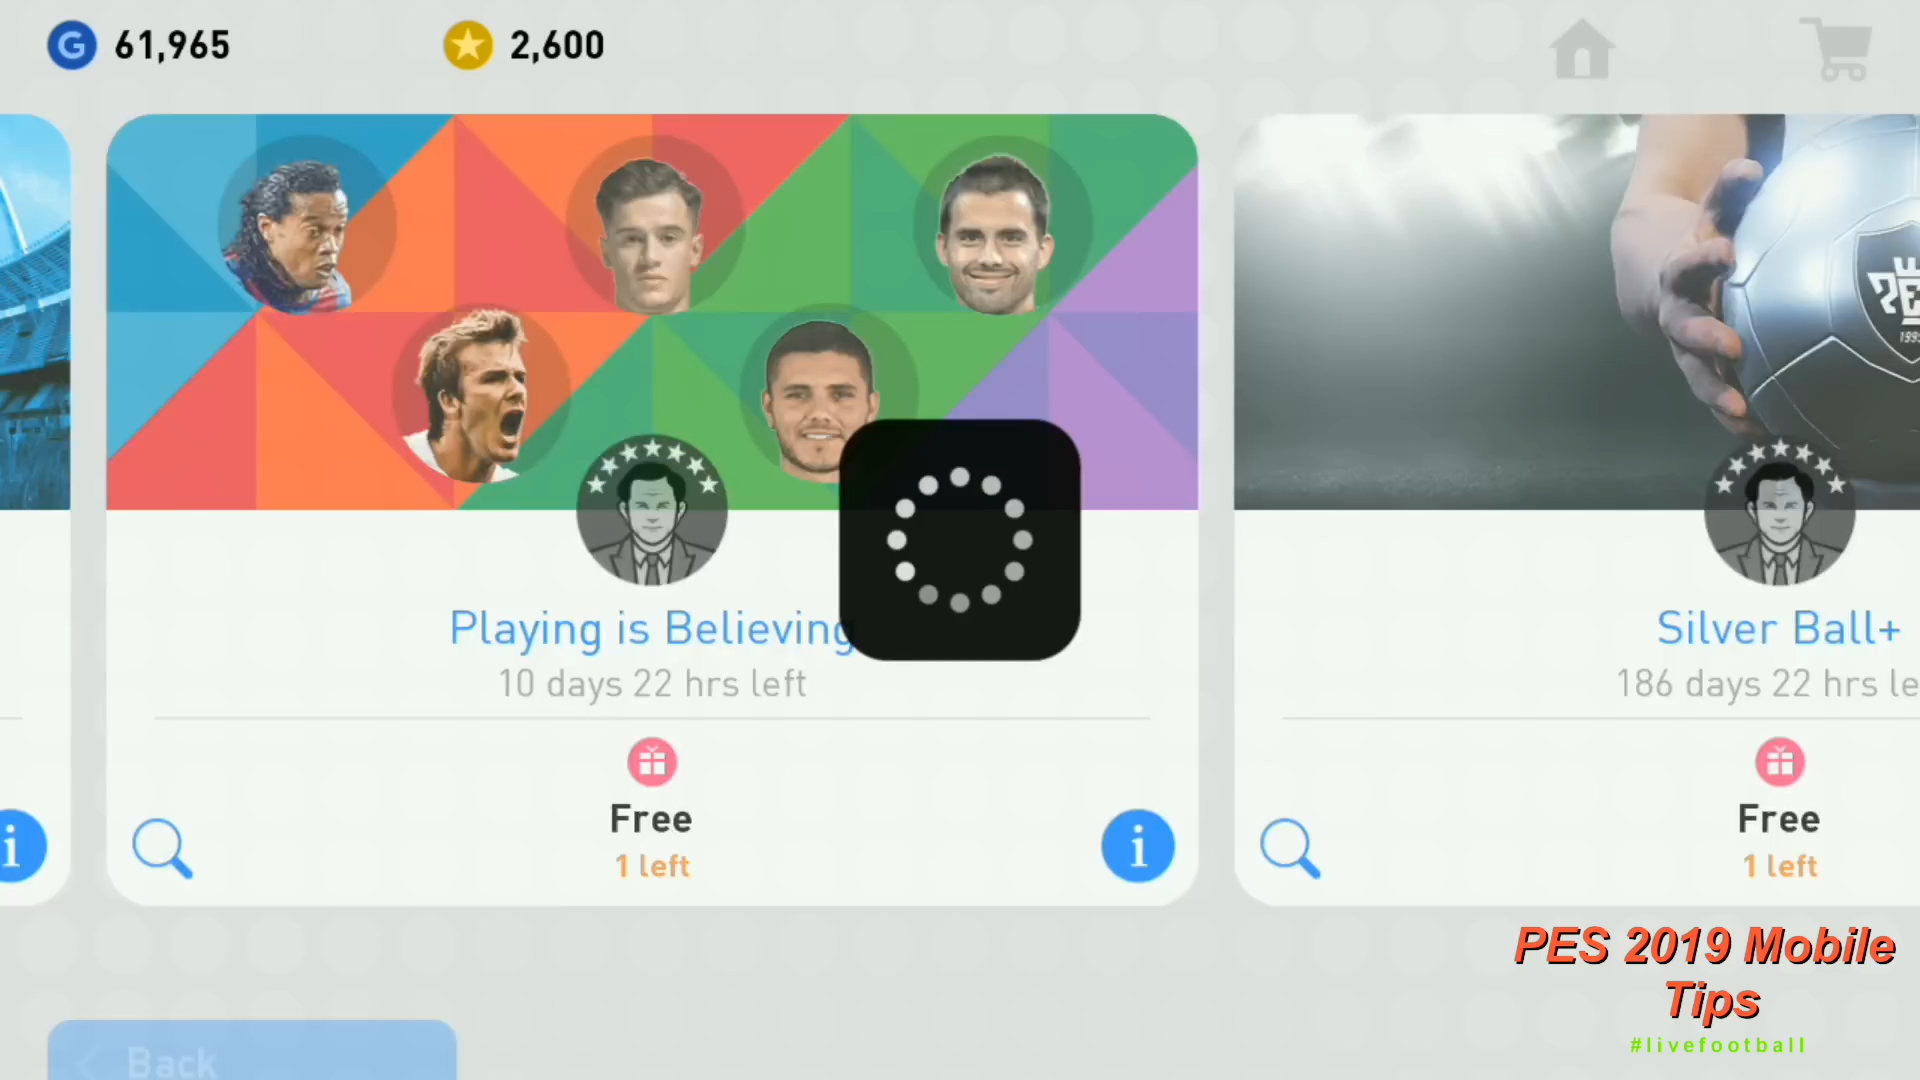 G 61,965
2,600
Playing is Believing
10 days 22 hrs left
Free
1 left
i
i
Silver Ball+
186 days 22 hrs le
Free
1 left
PES 2019 Mobile
Tips
#livefootball
Back